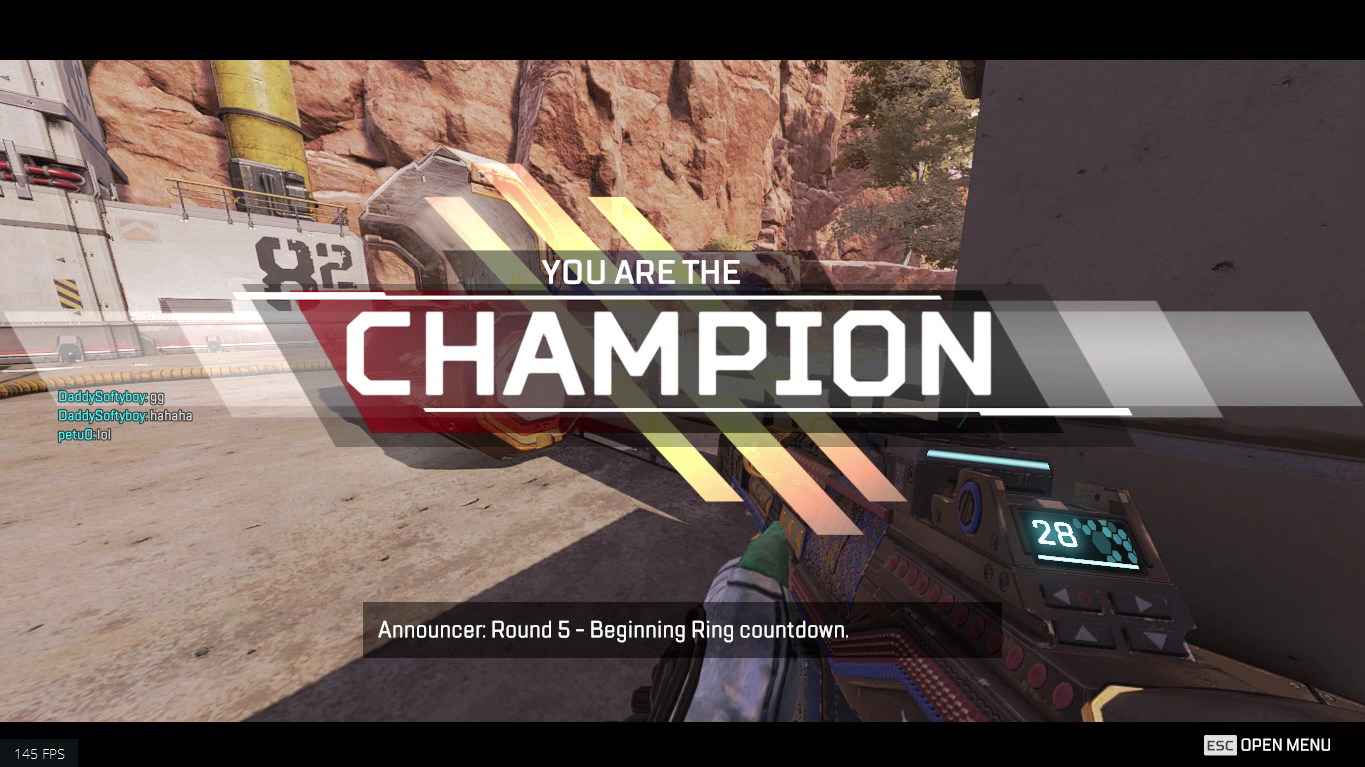 82
YOU ARE THE
CHAMPION
DaddySoftyboy: gg
DaddySoftyboy: hahaha
petu0: lol
28
Announcer: Round 5 - Beginning Ring countdown.
145 FPS
ESC OPEN MENU